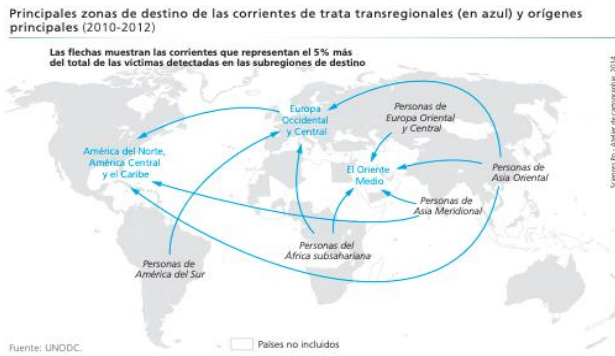 Principales zonas de destino de las corrientes de trata transregionales (en azul) y orígenes
principales (2010-2012)
Las flechas muestran las corrientes que representan el 5% más
del total de las víctimas detectadas en las subregiones de destino
Europa
Occidental
y Central
Personas de
Europa Oriental
y Central
América del Norte,
América Central
y el Caribe
El Oriente
Medio
Personas de
Asia Oriental
Personas de
Asia Meridional
Personas del
África subsahariana
Personas de
América del Sur
Fuente: UNODC.
Países no incluidos